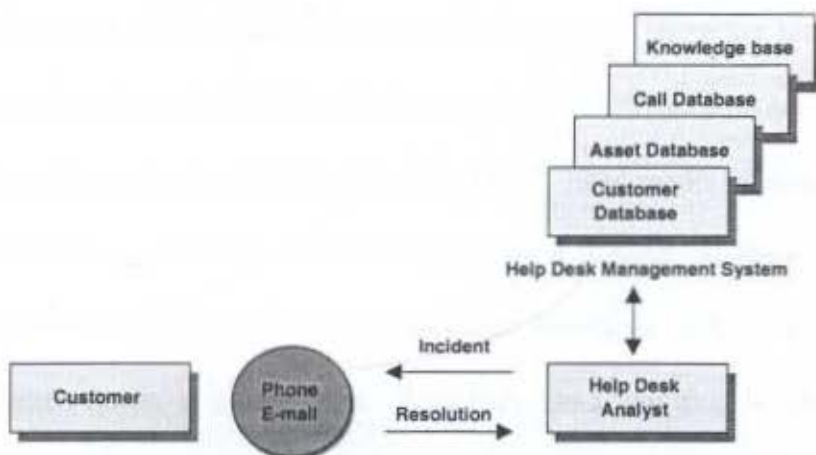 Knowledge base
Call Database
Asset Database
Customer
Database
Help Desk Management System
Incident
Customer
Phone
E-mail
Resolution
Help Desk
Analyst